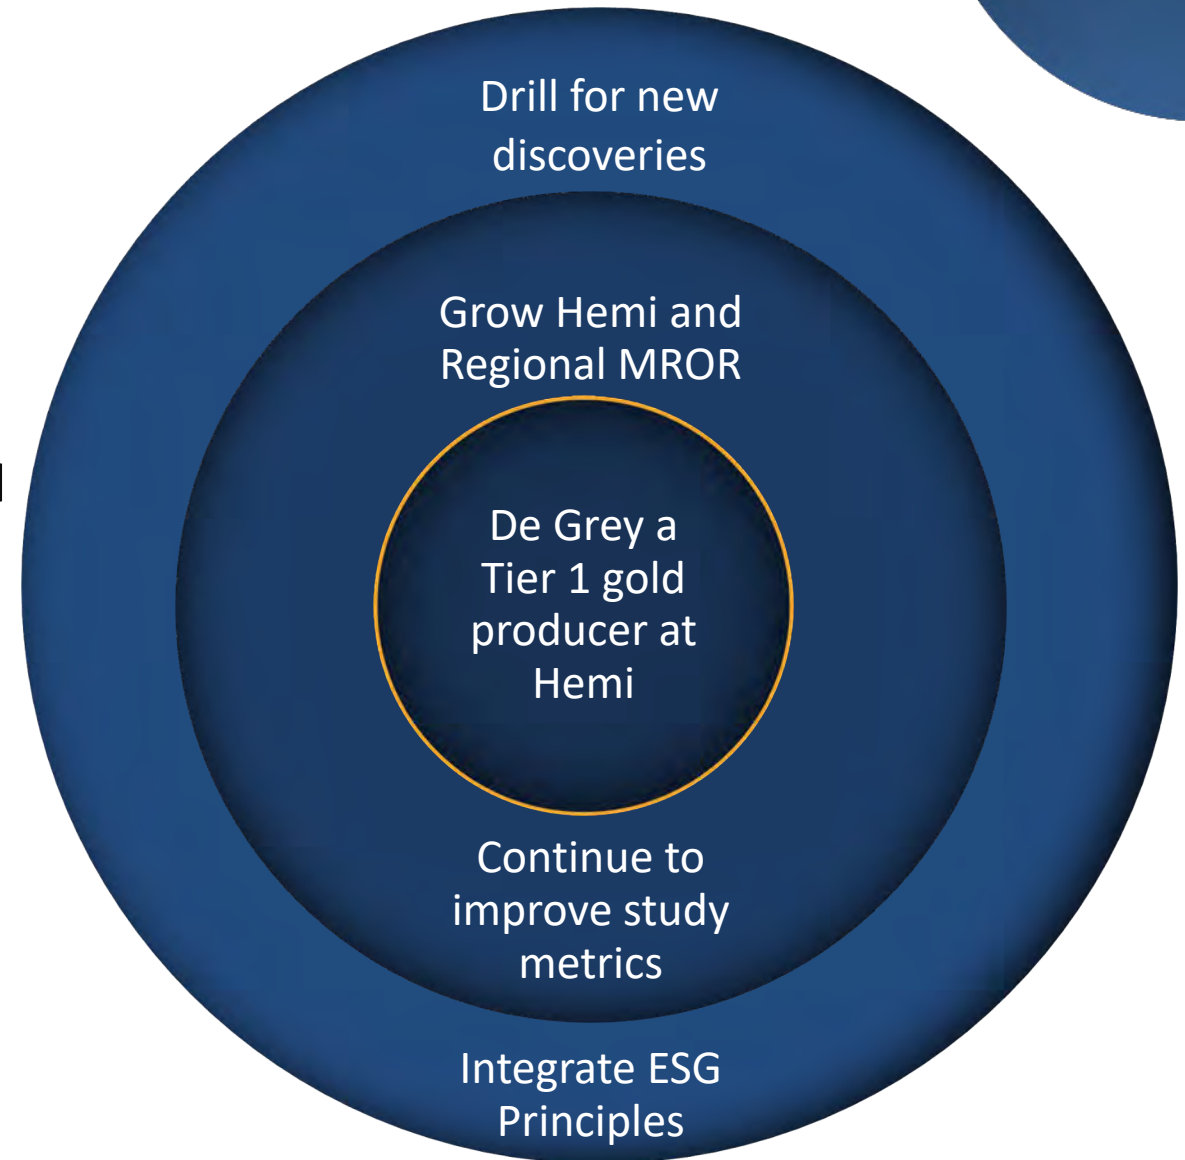 Drill for new
discoveries
Grow Hemi and
Regional MROR
De Grey a
Tier 1 gold
producer at
Hemi
Continue to
improve study
metrics
Integrate ESG
Principles